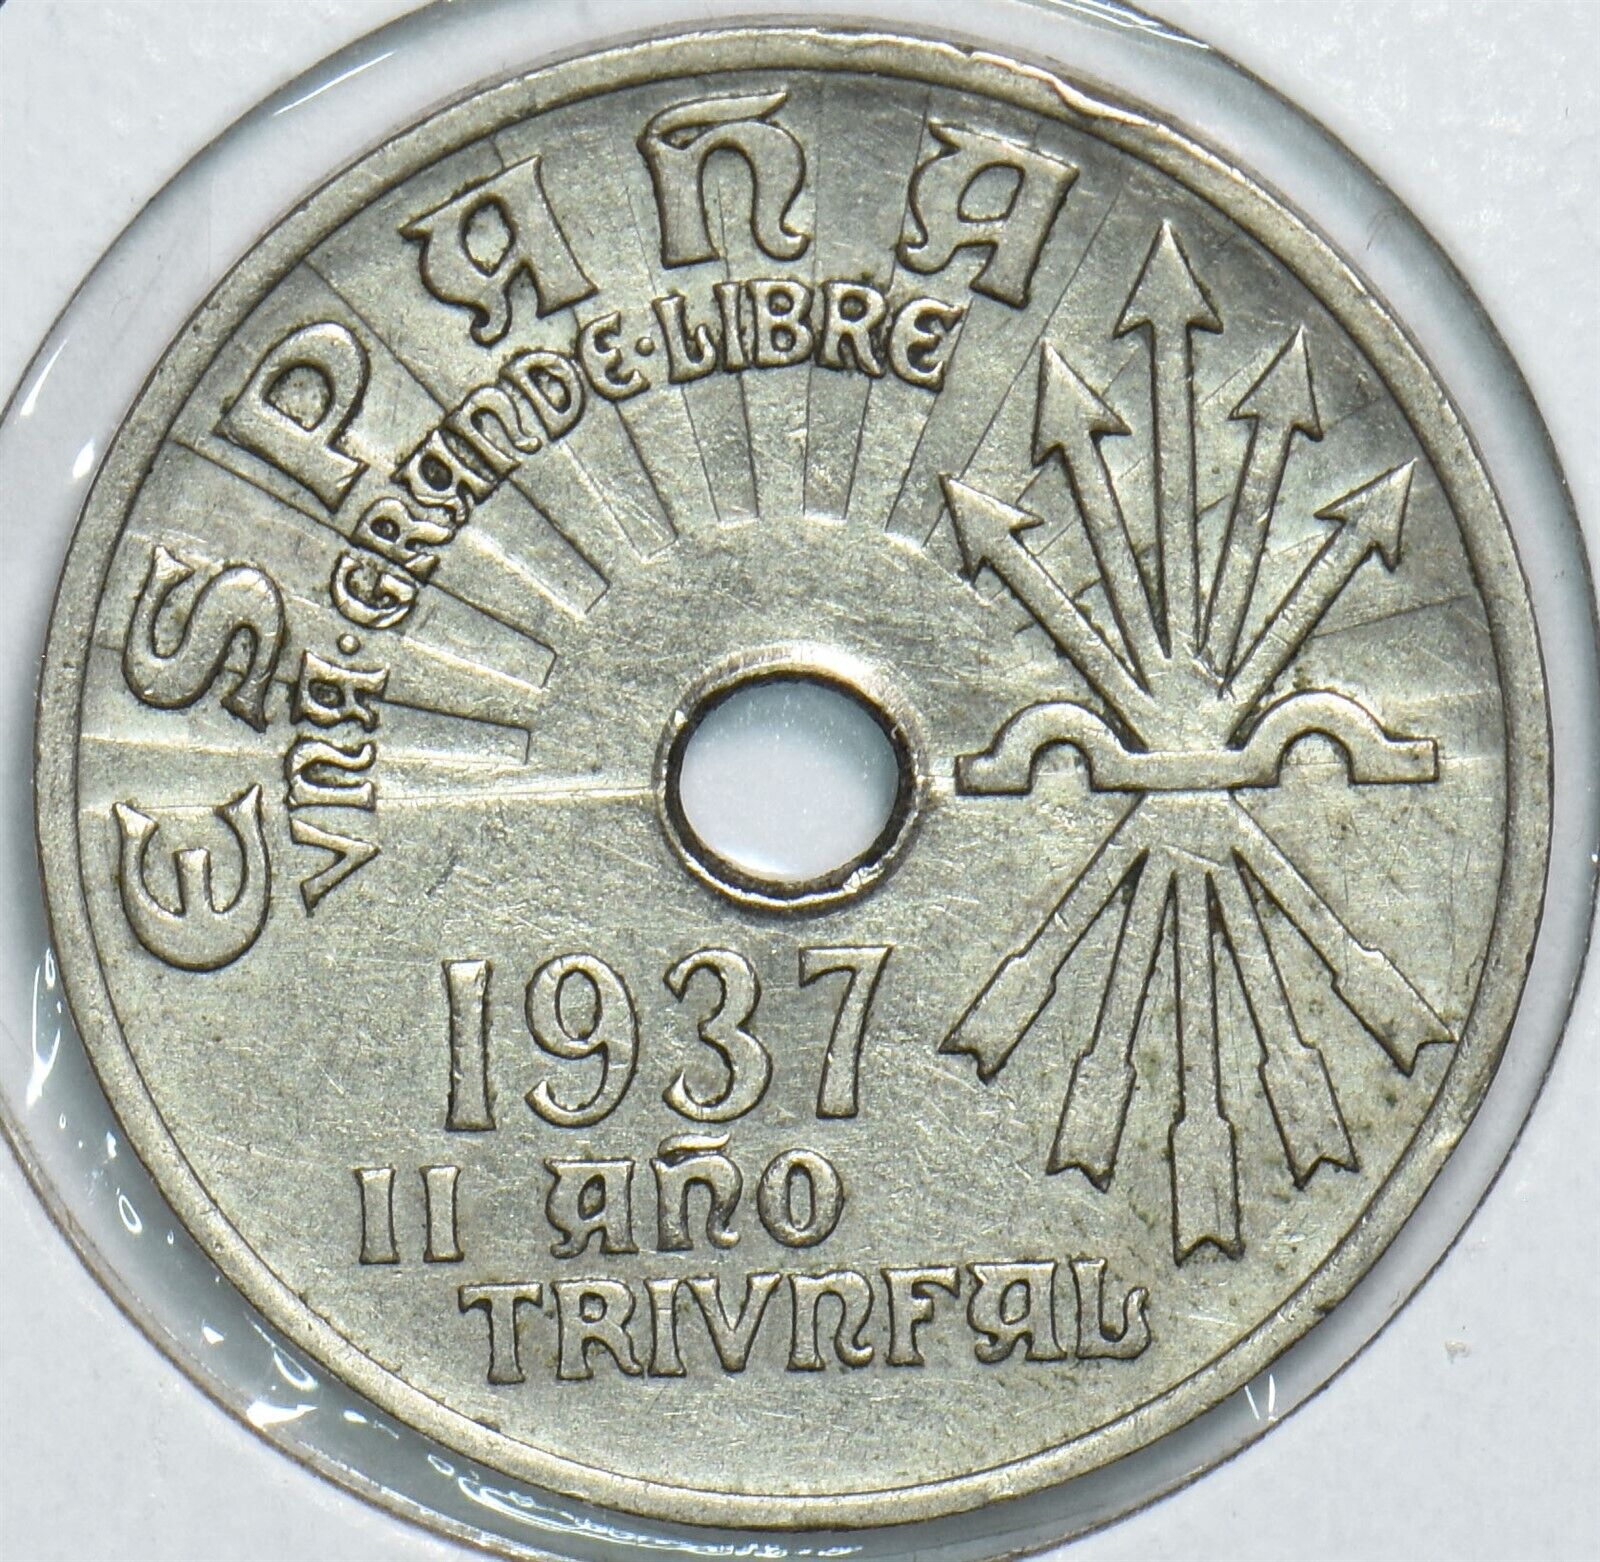 ESPAÑA
VNA·GRANDE·LIBRE
1937
II AÑO
TRIVNFAL